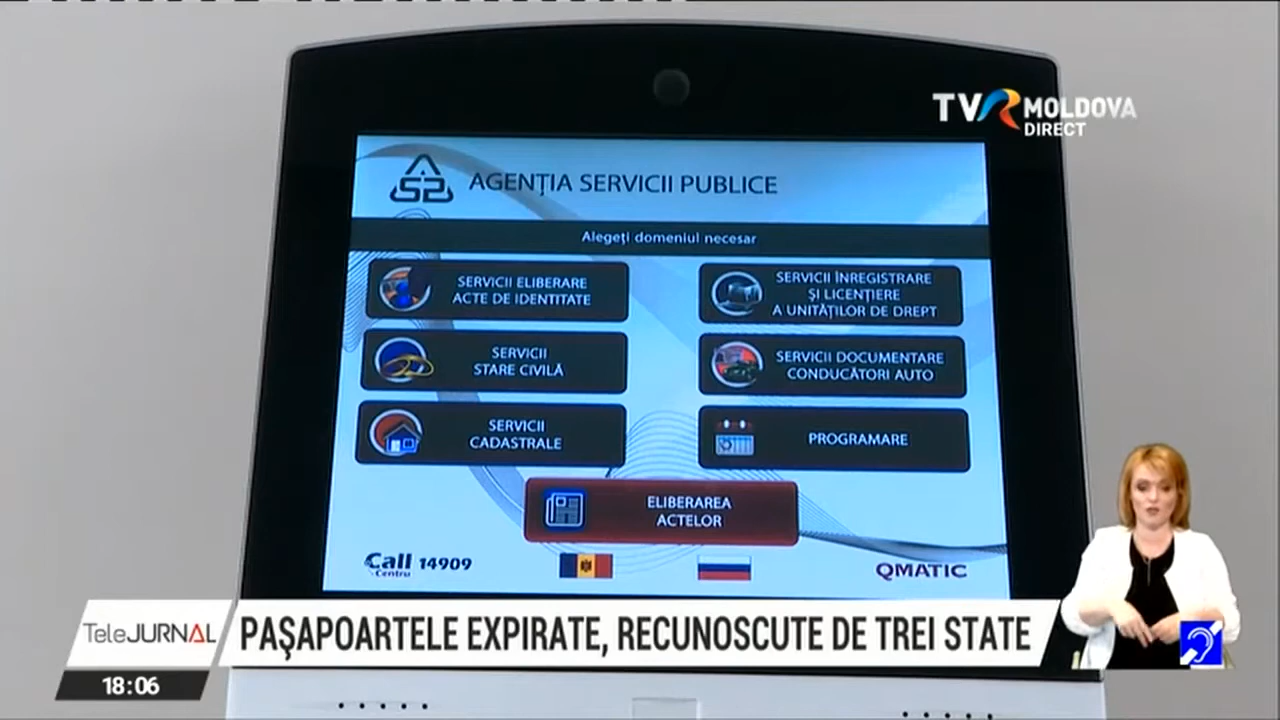 TVR MOLDOVA
DIRECT
AGENȚIA SERVICII PUBLICE
Alegeți domeniul necesar
SERVICII ELIBERARE
ACTE DE IDENTITATE
SERVICII ÎNREGISTRARE
ȘI LICENȚIERE
A UNITĂȚILOR DE DREPT
SERVICII
STARE CIVILĂ
SERVICII DOCUMENTARE
CONDUCĂTORI AUTO
SERVICII
CADASTRALE
PROGRAMARE
ELIBERAREA
ACTELOR
Call 14909
Centru
QMATIC
TeleJURNAL
PAŞAPOARTELE EXPIRATE, RECUNOSCUTE DE TREI STATE
18:06